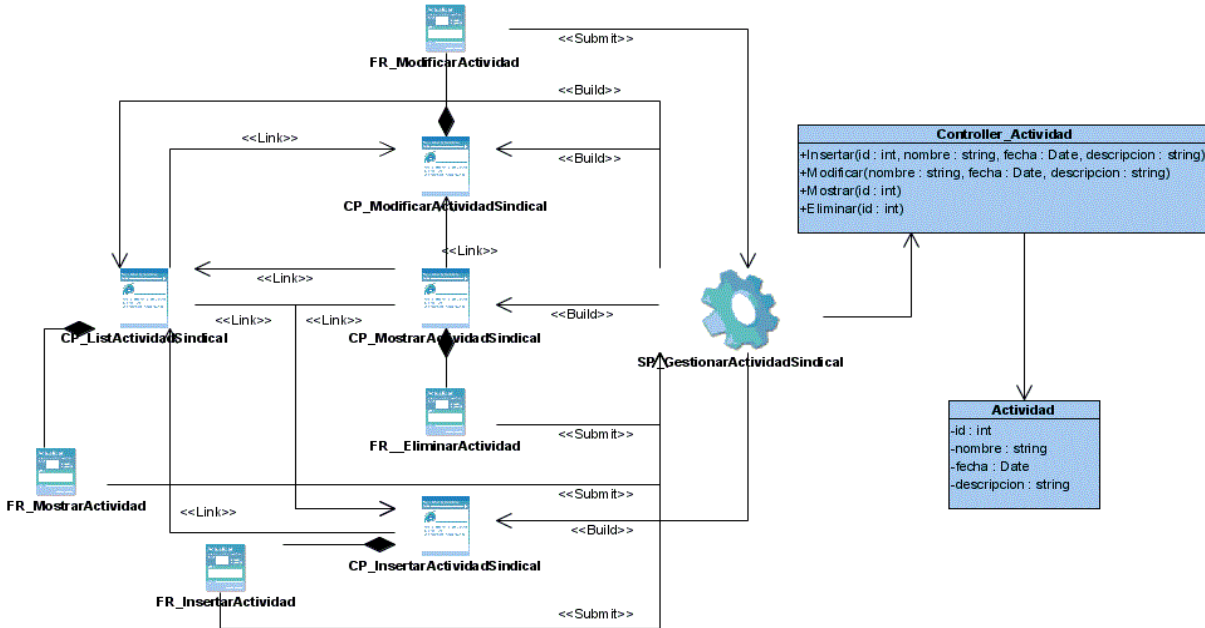 <<Submit>>
FR_ModificarActividad
<<Build>>
<<Link>>
<<Build>>
CP_ModificarActividadSindical
Controller_Actividad
+Insertar(id : int, nombre : string, fecha : Date, descripcion : string)
+Modificar(nombre : string, fecha : Date, descripcion : string)
+Mostrar(id : int)
+Eliminar(id : int)
<<Link>>
<<Link>>
<<Link>>
<<Link>>
<<Build>>
CP_ListActividadSindical
CP_MostrarActividadSindical
SP_GestionarActividadSindical
Actividad
-id : int
-nombre : string
-fecha : Date
-descripcion : string
<<Submit>>
FR__EliminarActividad
<<Submit>>
FR_MostrarActividad
<<Link>>
<<Build>>
CP_InsertarActividadSindical
FR_InsertarActividad
<<Submit>>